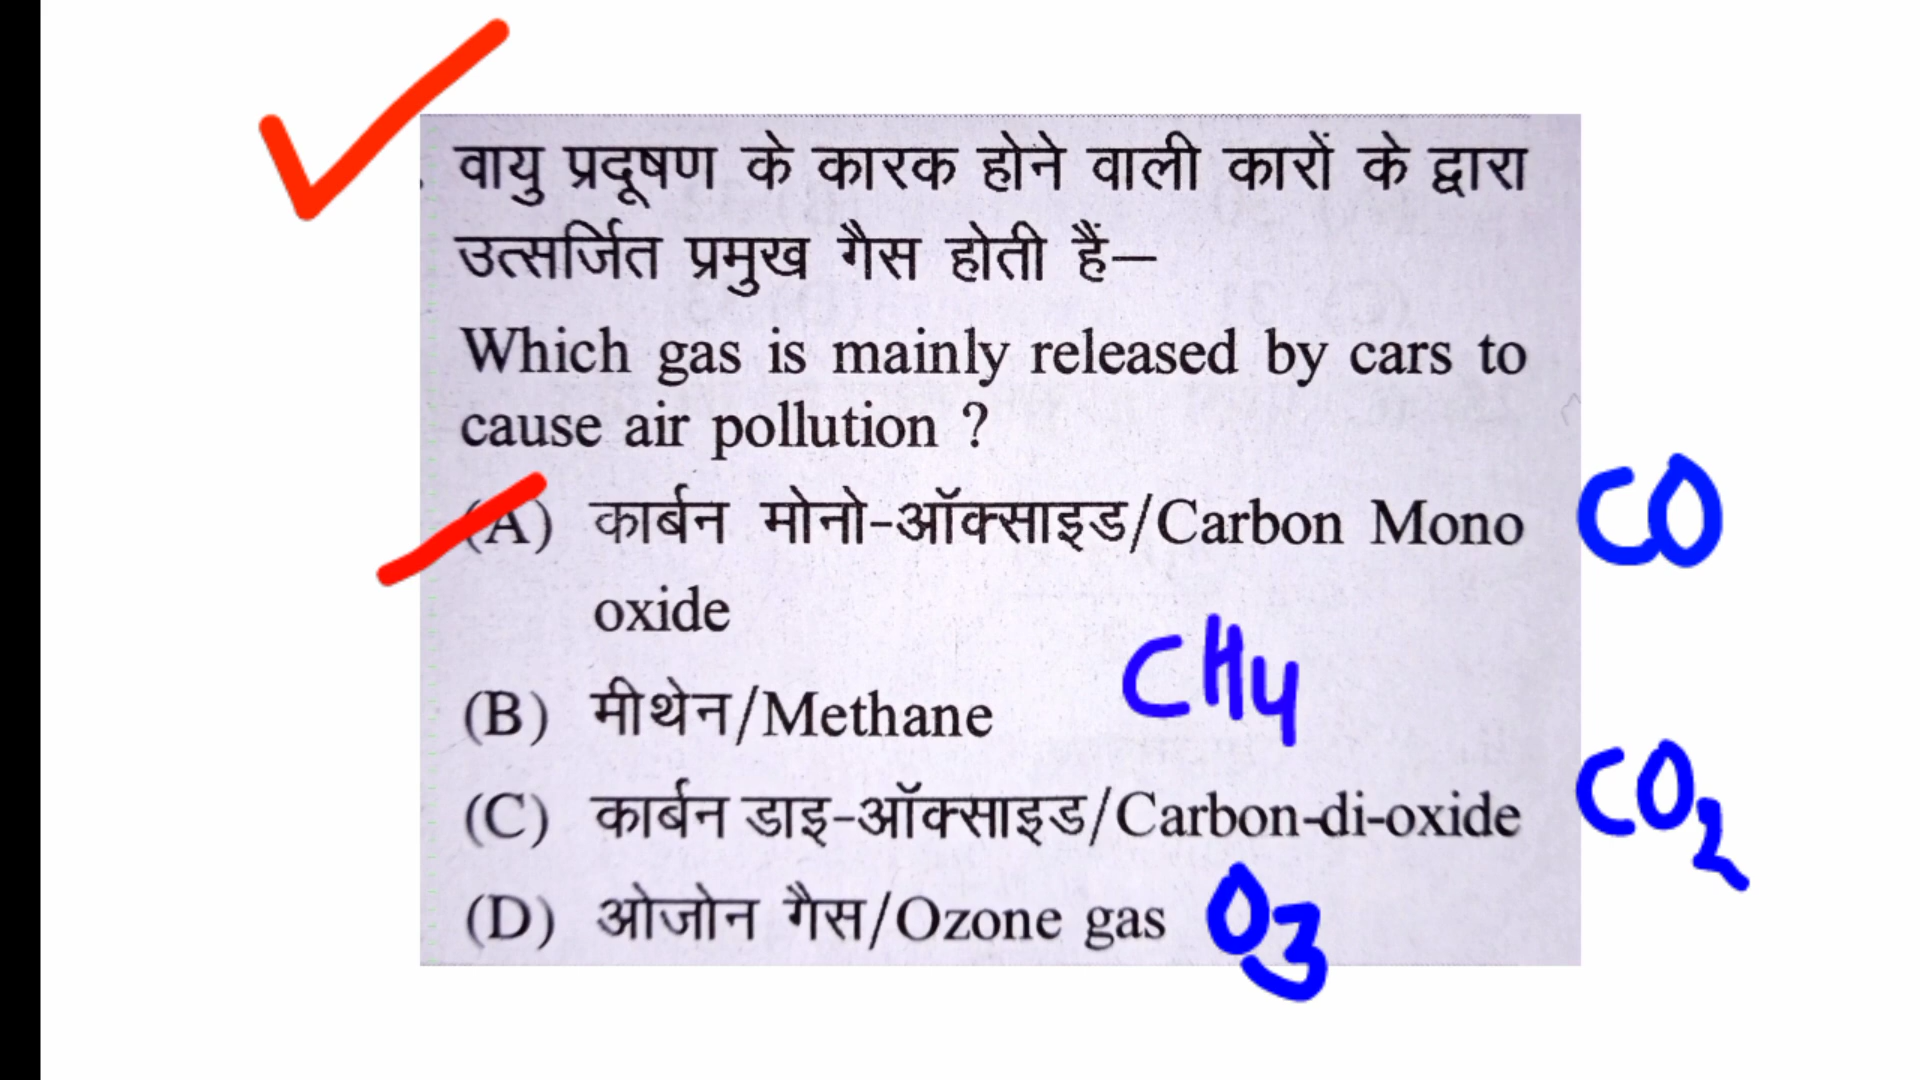 वायु प्रदूषण के कारक होने वाली कारों के द्वारा
उत्सर्जित प्रमुख गैस होती हैं–
Which gas is mainly released by cars to
cause air pollution ?
(A) कार्बन मोनो-ऑक्साइड/Carbon Mono CO
oxide
(B) मीथेन/Methane CH4
(C) कार्बन डाइ-ऑक्साइड/Carbon-di-oxide CO2
(D) ओजोन गैस/Ozone gas O3